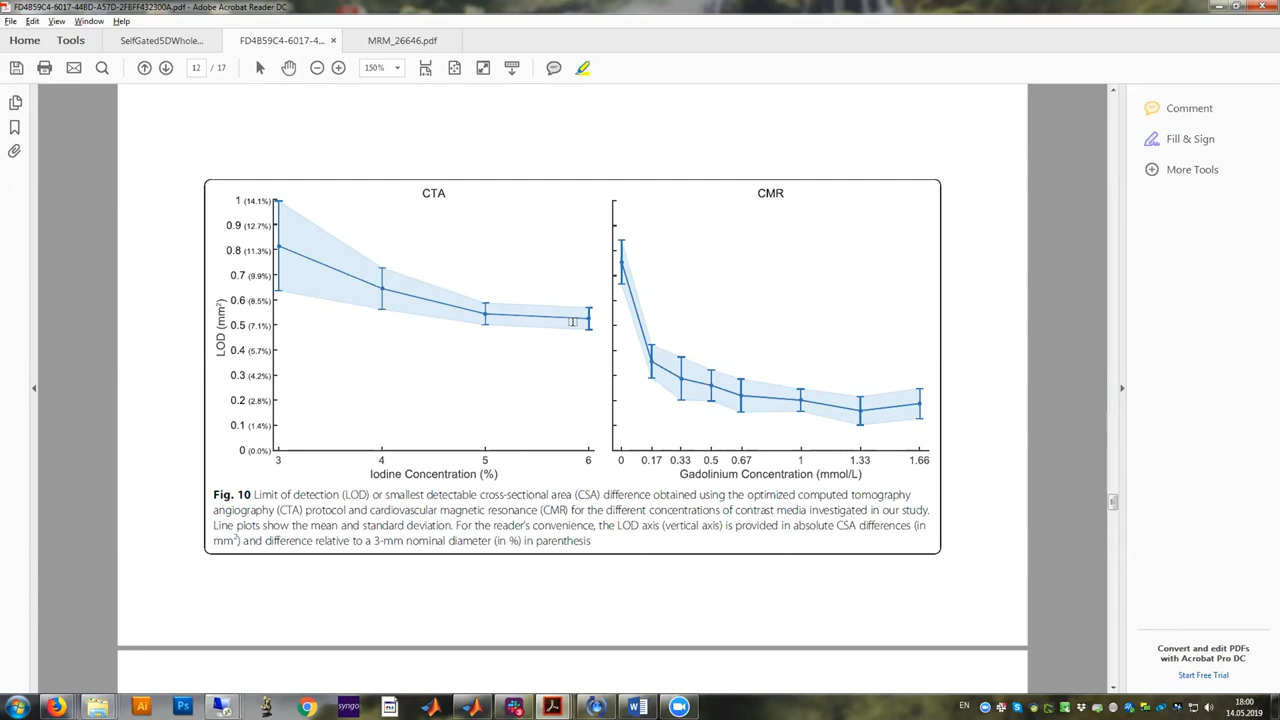 FD4B59C4-6017-44BD-A57D-2FBFF432300A.pdf - Adobe Acrobat Reader DC
File Edit View Window Help
Home Tools SelfGated5DWhole... FD4B59C4-6017-4... × MRM_26646.pdf
12 / 17 150%
Comment
Fill & Sign
More Tools
CTA CMR
LOD (mm²)
1 (14.1%)
0.9 (12.7%)
0.8 (11.3%)
0.7 (9.9%)
0.6 (8.5%)
0.5 (7.1%)
0.4 (5.7%)
0.3 (4.2%)
0.2 (2.8%)
0.1 (1.4%)
0 (0.0%)
3 4 5 6 0 0.17 0.33 0.5 0.67 1 1.33 1.66
Iodine Concentration (%) Gadolinium Concentration (mmol/L)
Fig. 10 Limit of detection (LOD) or smallest detectable cross-sectional area (CSA) difference obtained using the optimized computed tomography
angiography (CTA) protocol and cardiovascular magnetic resonance (CMR) for the different concentrations of contrast media investigated in our study.
Line plots show the mean and standard deviation. For the reader's convenience, the LOD axis (vertical axis) is provided in absolute CSA differences (in
mm²) and difference relative to a 3-mm nominal diameter (in %) in parenthesis
Convert and edit PDFs
with Acrobat Pro DC
Start Free Trial
Ai Ps syngo W EN 18:00
14.05.2019